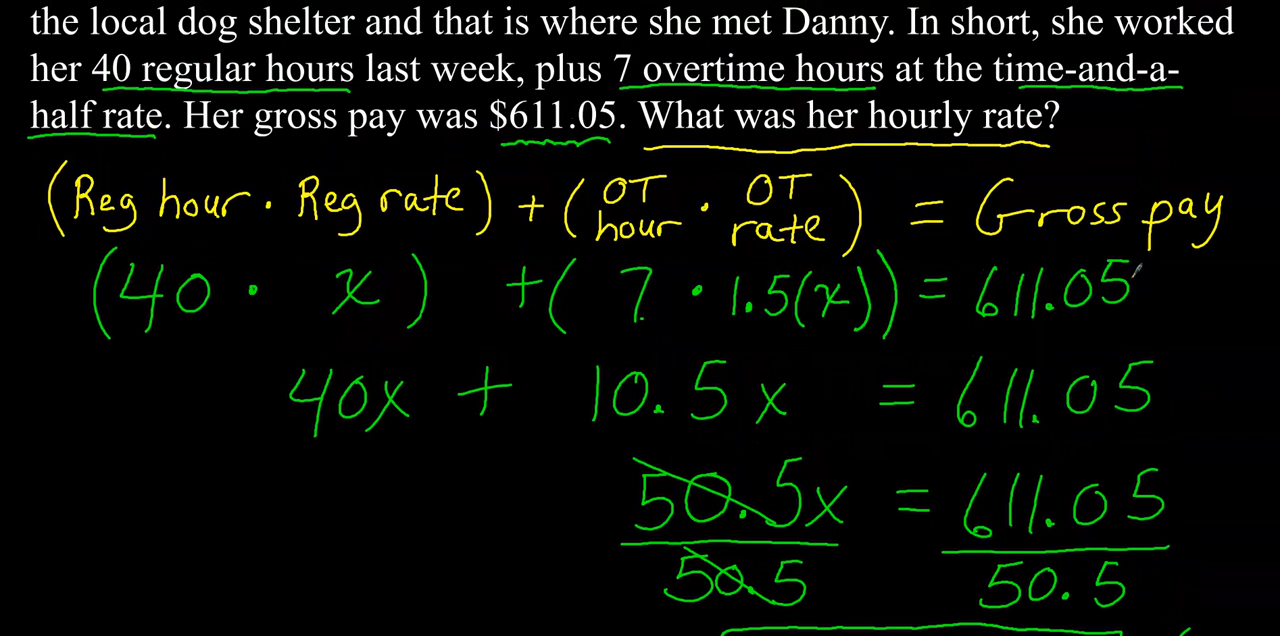 the local dog shelter and that is where she met Danny. In short, she worked
her 40 regular hours last week, plus 7 overtime hours at the time-and-a-
half rate. Her gross pay was $611.05. What was her hourly rate?
(Reg hour · Reg rate) + (OT hour · OT rate) = Gross pay
(40 · x) + (7 · 1.5(x)) = 611.05
40x + 10.5x = 611.05
50.5x = 611.05
50.5 50.5